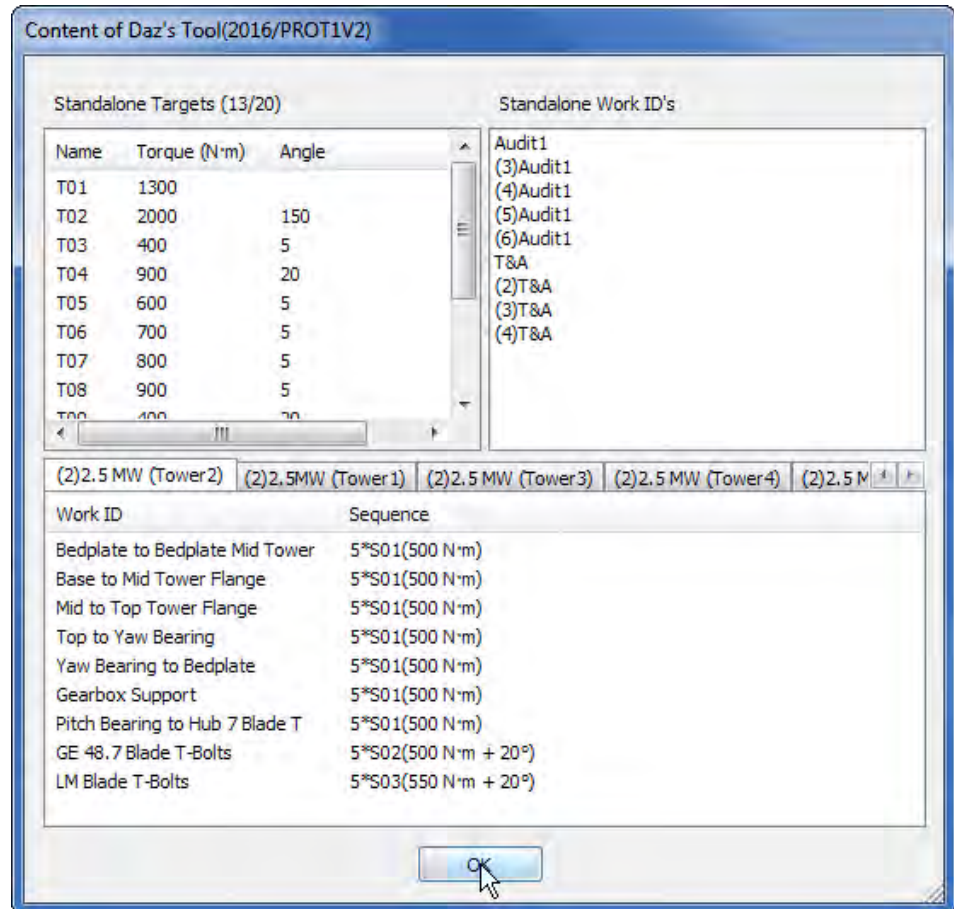 Content of Daz's Tool(2016/PROT1V2)
Standalone Targets (13/20)
Name Torque (N·m) Angle
T01 1300
T02 2000 150
T03 400 5
T04 900 20
T05 600 5
T06 700 5
T07 800 5
T08 900 5
T09 400 20
Standalone Work ID's
Audit1
(3)Audit1
(4)Audit1
(5)Audit1
(6)Audit1
T&A
(2)T&A
(3)T&A
(4)T&A
(2)2.5 MW (Tower2) (2)2.5MW (Tower1) (2)2.5 MW (Tower3) (2)2.5 MW (Tower4) (2)2.5 M
Work ID Sequence
Bedplate to Bedplate Mid Tower 5*S01(500 N·m)
Base to Mid Tower Flange 5*S01(500 N·m)
Mid to Top Tower Flange 5*S01(500 N·m)
Top to Yaw Bearing 5*S01(500 N·m)
Yaw Bearing to Bedplate 5*S01(500 N·m)
Gearbox Support 5*S01(500 N·m)
Pitch Bearing to Hub 7 Blade T 5*S01(500 N·m)
GE 48.7 Blade T-Bolts 5*S02(500 N·m + 20°)
LM Blade T-Bolts 5*S03(550 N·m + 20°)
OK